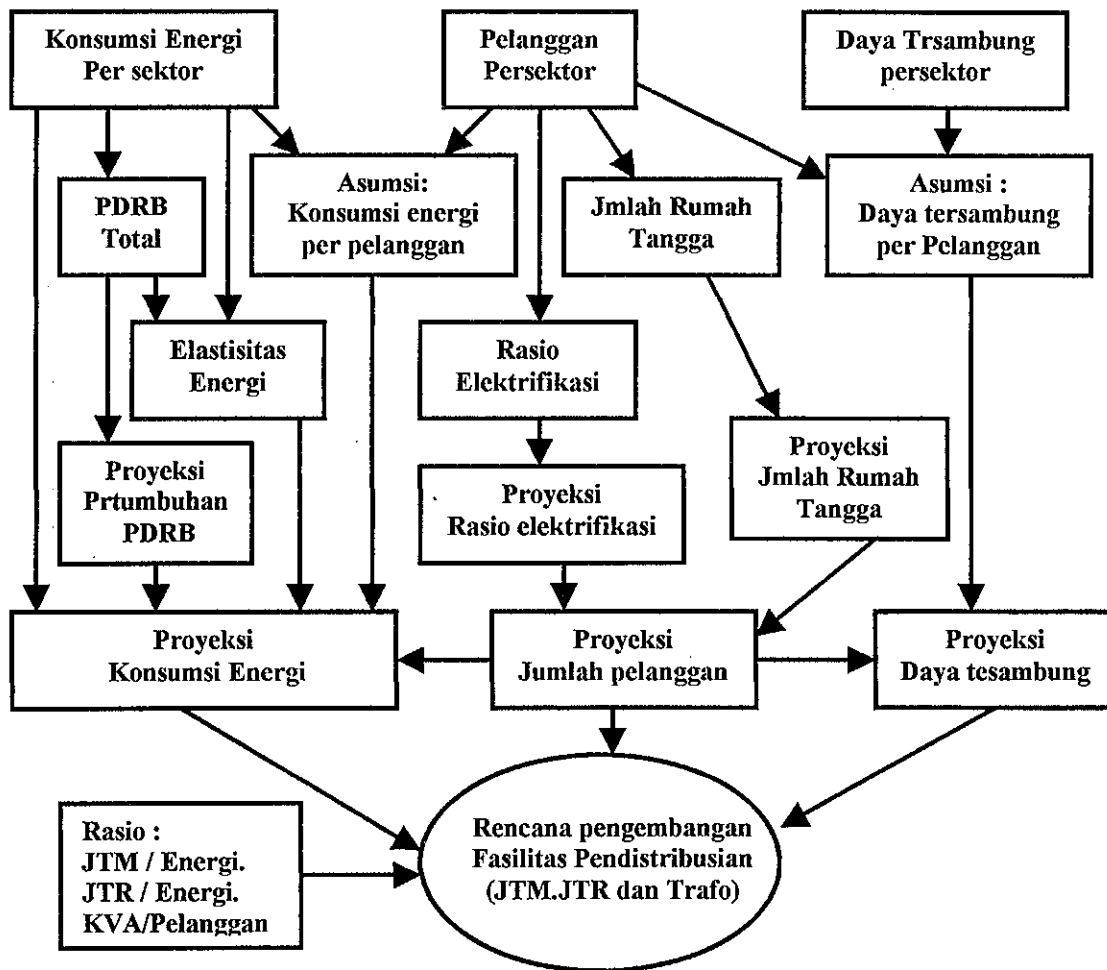 Konsumsi Energi
Per sektor
Pelanggan
Persektor
Daya Trsambung
persektor
PDRB
Total
Asumsi:
Konsumsi energi
per pelanggan
Jmlah Rumah
Tangga
Asumsi :
Daya tersambung
per Pelanggan
Elastisitas
Energi
Rasio
Elektrifikasi
Proyeksi
Prtumbuhan
PDRB
Proyeksi
Rasio elektrifikasi
Proyeksi
Jmlah Rumah
Tangga
Proyeksi
Konsumsi Energi
Proyeksi
Jumlah pelanggan
Proyeksi
Daya tesambung
Rasio :
JTM / Energi.
JTR / Energi.
KVA/Pelanggan
Rencana pengembangan
Fasilitas Pendistribusian
(JTM.JTR dan Trafo)